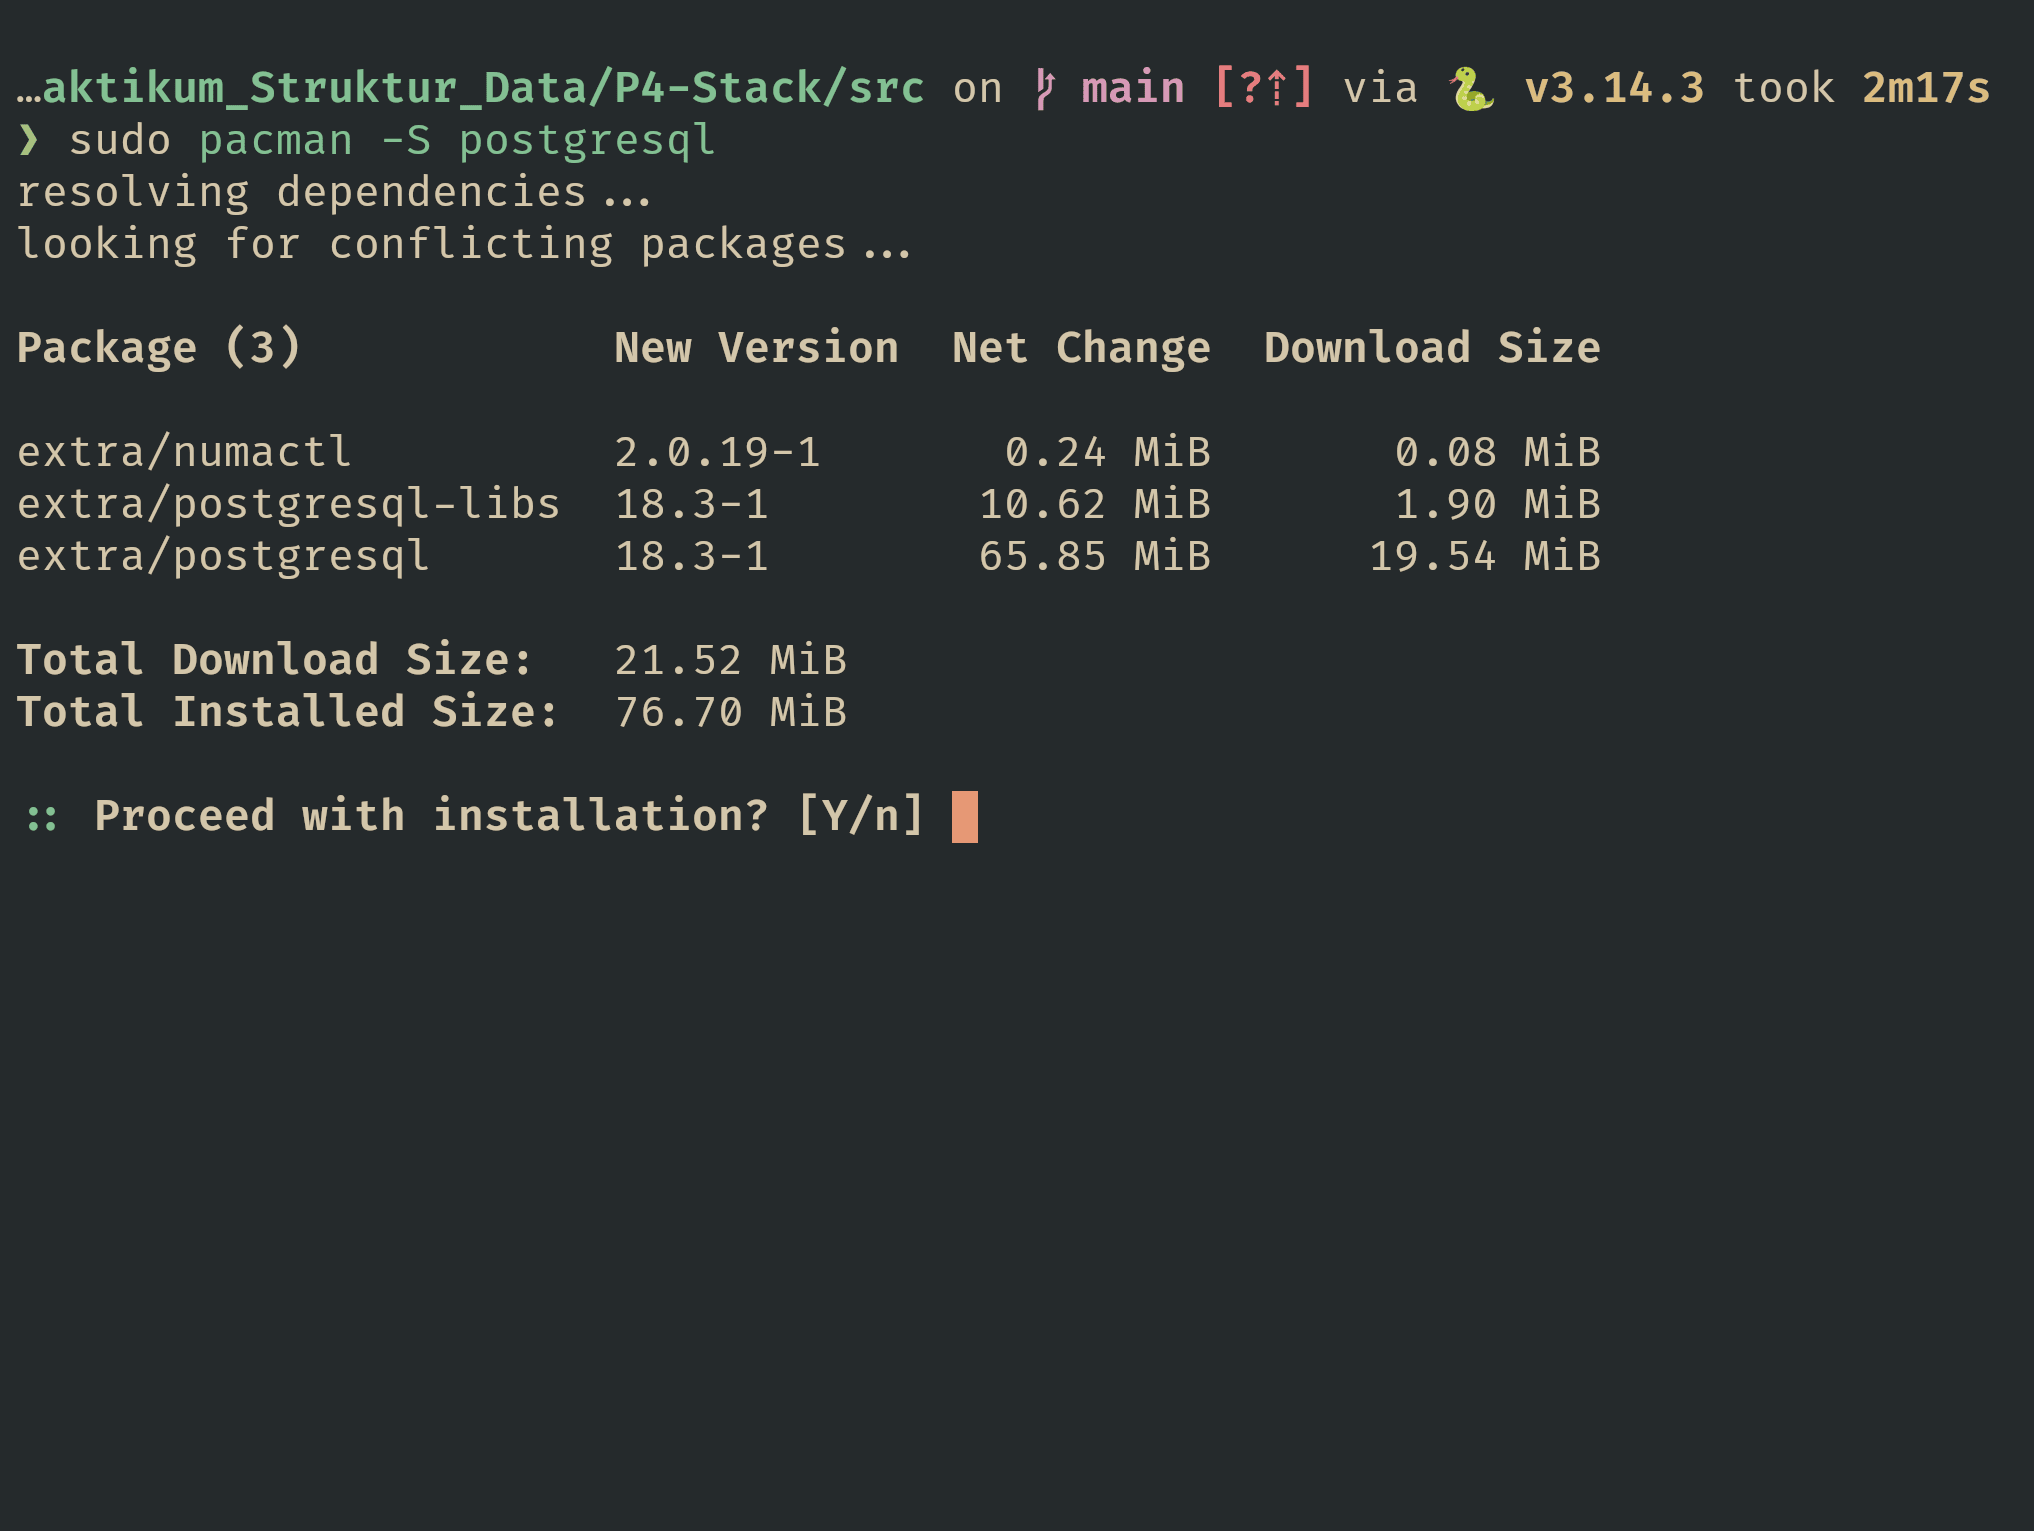 …aktikum_Struktur_Data/P4-Stack/src on main [?⇡] via 🐍 v3.14.3 took 2m17s
❯ sudo pacman -S postgresql
resolving dependencies...
looking for conflicting packages...
Package (3) New Version Net Change Download Size
extra/numactl 2.0.19-1 0.24 MiB 0.08 MiB
extra/postgresql-libs 18.3-1 10.62 MiB 1.90 MiB
extra/postgresql 18.3-1 65.85 MiB 19.54 MiB
Total Download Size: 21.52 MiB
Total Installed Size: 76.70 MiB
:: Proceed with installation? [Y/n]